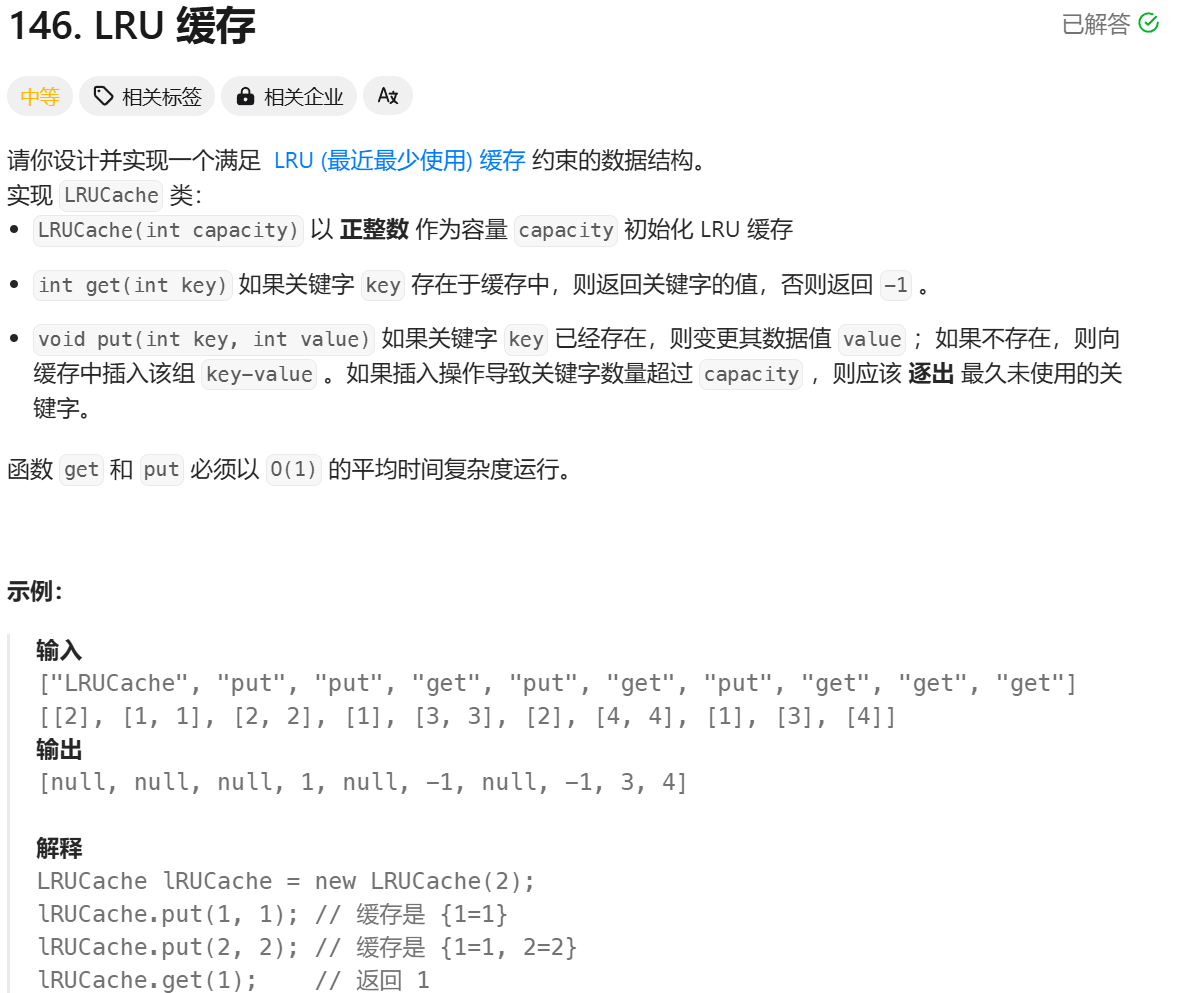 146. LRU 缓存
已解答
中等 相关标签 相关企业 A文
请你设计并实现一个满足 LRU (最近最少使用) 缓存 约束的数据结构。
实现 LRUCache 类：
• LRUCache(int capacity) 以 正整数 作为容量 capacity 初始化 LRU 缓存
• int get(int key) 如果关键字 key 存在于缓存中，则返回关键字的值，否则返回 -1 。
• void put(int key, int value) 如果关键字 key 已经存在，则变更其数据值 value ；如果不存在，则向
缓存中插入该组 key-value 。如果插入操作导致关键字数量超过 capacity ，则应该 逐出 最久未使用的关
键字。
函数 get 和 put 必须以 O(1) 的平均时间复杂度运行。
示例：
输入
["LRUCache", "put", "put", "get", "put", "get", "put", "get", "get", "get"]
[[2], [1, 1], [2, 2], [1], [3, 3], [2], [4, 4], [1], [3], [4]]
输出
[null, null, null, 1, null, -1, null, -1, 3, 4]
解释
LRUCache lRUCache = new LRUCache(2);
lRUCache.put(1, 1); // 缓存是 {1=1}
lRUCache.put(2, 2); // 缓存是 {1=1, 2=2}
lRUCache.get(1);    // 返回 1